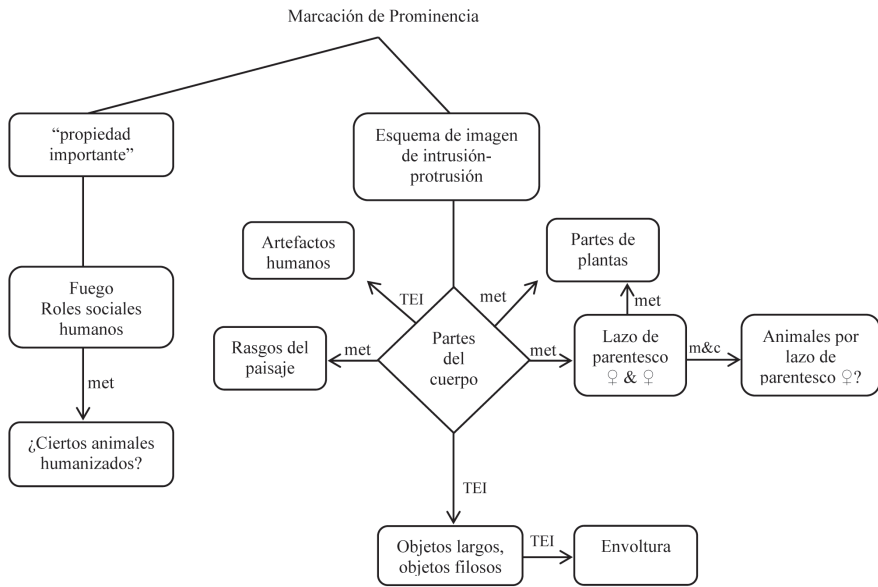 Marcación de Prominencia
“propiedad
importante”
Esquema de imagen
de intrusión-
protrusión
Artefactos
humanos
Partes de
plantas
Fuego
Roles sociales
humanos
TEI
met
met
Rasgos del
paisaje
met
Partes
del
cuerpo
met
Lazo de
parentesco
♀ & ♀
m&c
Animales por
lazo de
parentesco ♀?
met
¿Ciertos animales
humanizados?
TEI
Objetos largos,
objetos filosos
TEI
Envoltura